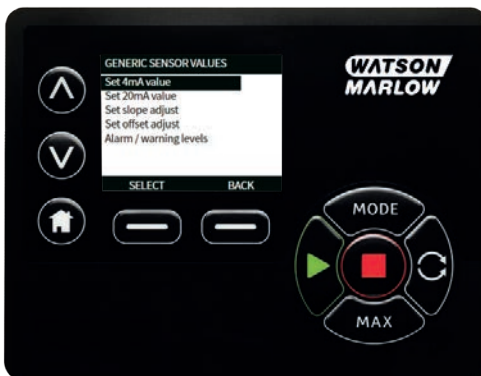 GENERIC SENSOR VALUES
Set 4mA value
Set 20mA value
Set slope adjust
Set offset adjust
Alarm / warning levels
SELECT BACK
WATSON
MARLOW
MODE
MAX